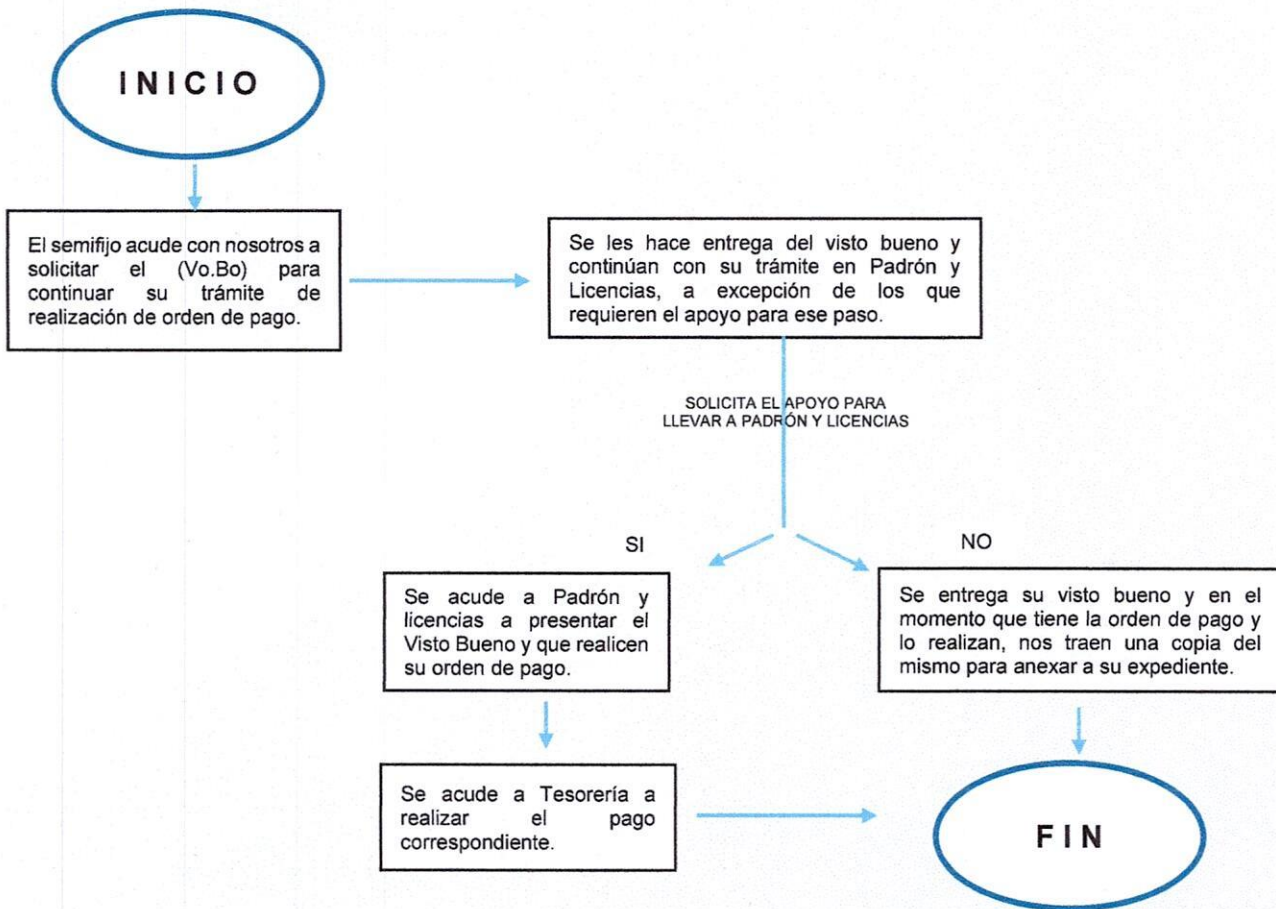 INICIO
El semifijo acude con nosotros a
solicitar el (Vo.Bo) para
continuar su trámite de
realización de orden de pago.
Se les hace entrega del visto bueno y
continúan con su trámite en Padrón y
Licencias, a excepción de los que
requieren el apoyo para ese paso.
SOLICITA EL APOYO PARA
LLEVAR A PADRÓN Y LICENCIAS
SI
NO
Se acude a Padrón y
licencias a presentar el
Visto Bueno y que realicen
su orden de pago.
Se entrega su visto bueno y en el
momento que tiene la orden de pago y
lo realizan, nos traen una copia del
mismo para anexar a su expediente.
Se acude a Tesorería a
realizar el pago
correspondiente.
FIN